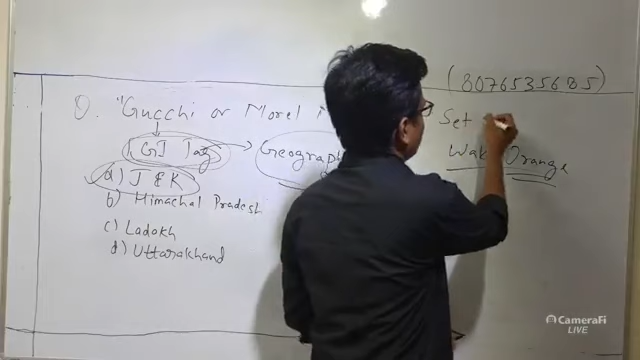 (8076535685)
Q. "Gucchi or Morel
Set
(GI Tag)
Geograph
Wak Orange
a) J & K
b) Himachal Pradesh
c) Ladakh
d) Uttarakhand
CameraFi
LIVE